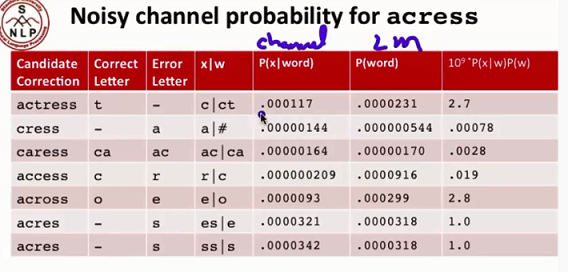 S
NLP
Noisy channel probability for acress
channel LM
Candidate Correction Correct Letter Error Letter x|w P(x|word) P(word) 10⁹*P(x|w)P(w)
actress t - c|ct .000117 .0000231 2.7
cress - a a|# .00000144 .000000544 .00078
caress ca ac ac|ca .00000164 .00000170 .0028
access c r r|c .000000209 .0000916 .019
across o e e|o .0000093 .000299 2.8
acres - s es|e .0000321 .0000318 1.0
acres - s ss|s .0000342 .0000318 1.0